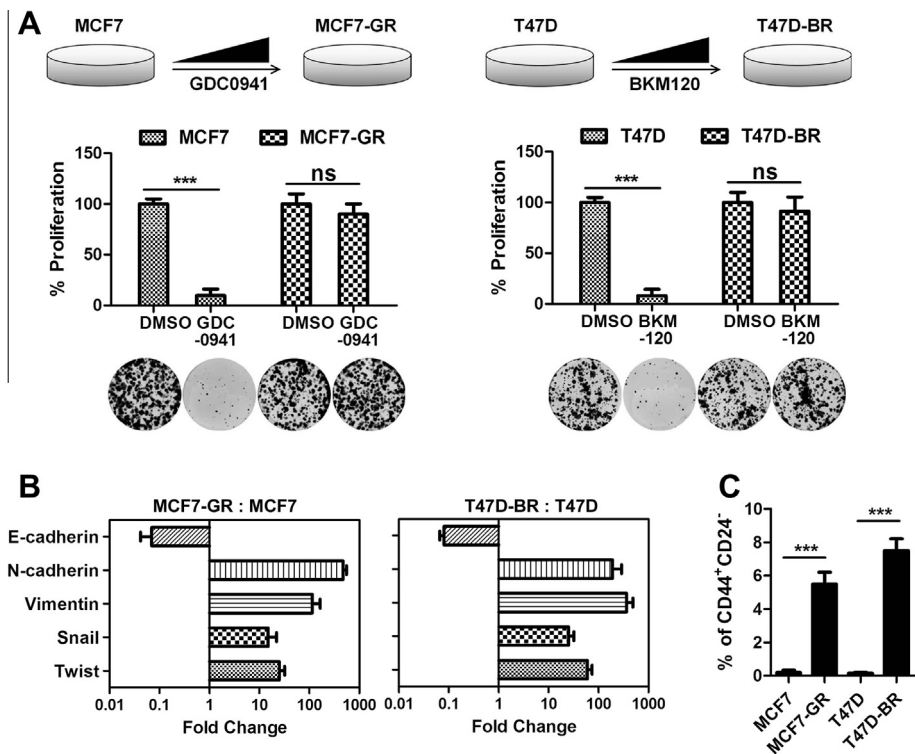 A
MCF7
MCF7-GR
GDC0941
T47D
T47D-BR
BKM120
MCF7 MCF7-GR
% Proliferation
150
100
50
0
***
ns
DMSO GDC DMSO GDC
-0941 -0941
T47D T47D-BR
% Proliferation
150
100
50
0
***
ns
DMSO BKM DMSO BKM
-120 -120
B
MCF7-GR : MCF7
E-cadherin
N-cadherin
Vimentin
Snail
Twist
0.01 0.1 1 10 100 1000
Fold Change
T47D-BR : T47D
0.01 0.1 1 10 100 1000
Fold Change
C
% of CD44⁺CD24⁻
10
8
6
4
2
0
***
***
MCF7
MCF7-GR
T47D
T47D-BR